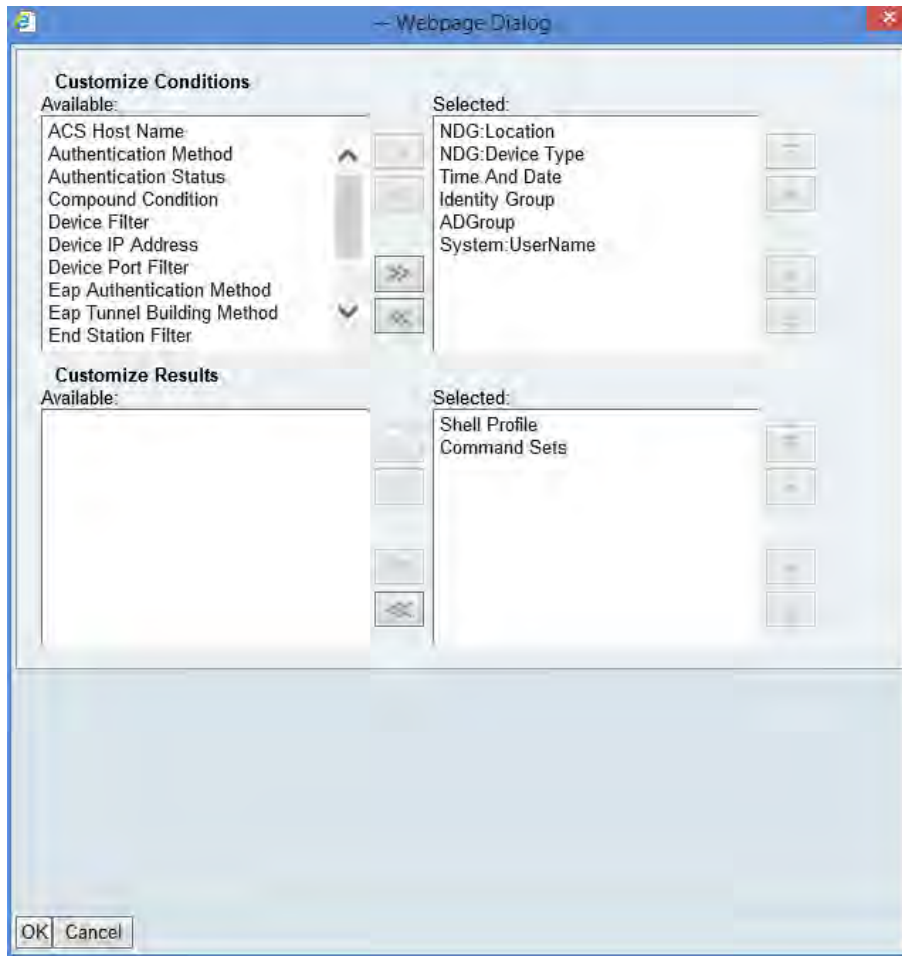 -- Webpage Dialog
Customize Conditions
Available:
ACS Host Name
Authentication Method
Authentication Status
Compound Condition
Device Filter
Device IP Address
Device Port Filter
Eap Authentication Method
Eap Tunnel Building Method
End Station Filter
Selected:
NDG:Location
NDG:Device Type
Time And Date
Identity Group
ADGroup
System:UserName
Customize Results
Available:
Selected:
Shell Profile
Command Sets
OK Cancel